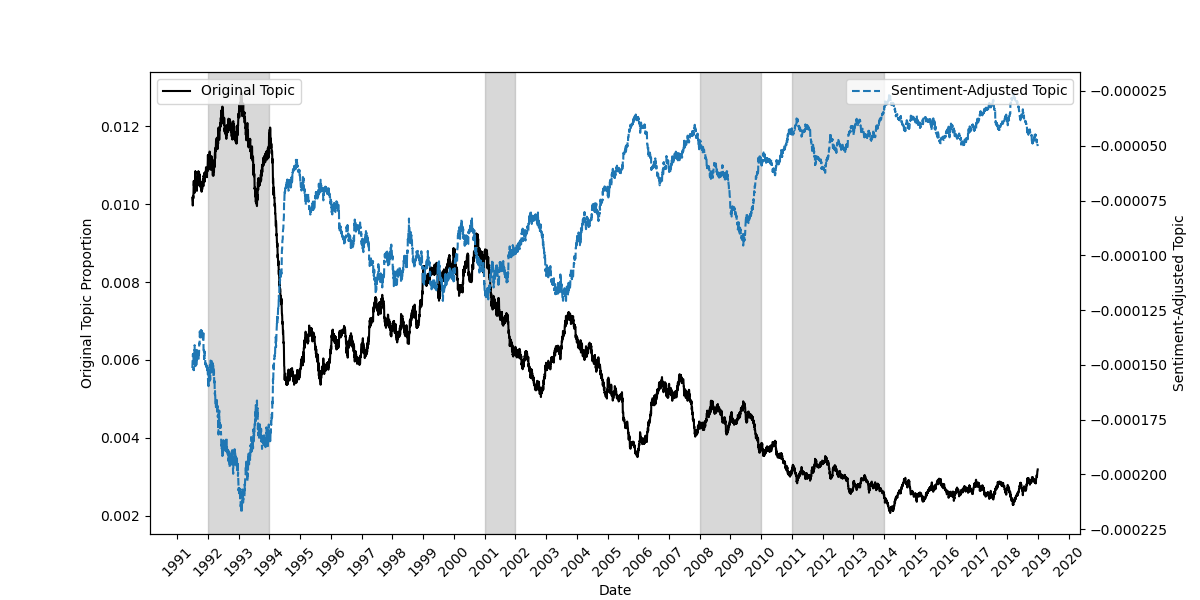 Original Topic
Sentiment-Adjusted Topic
Original Topic Proportion
0.012
0.010
0.008
0.006
0.004
0.002
−0.000025
−0.000050
−0.000075
−0.000100
−0.000125
−0.000150
−0.000175
−0.000200
−0.000225
Sentiment-Adjusted Topic
1991 1992 1993 1994 1995 1996 1997 1998 1999 2000 2001 2002 2003 2004 2005 2006 2007 2008 2009 2010 2011 2012 2013 2014 2015 2016 2017 2018 2019 2020
Date